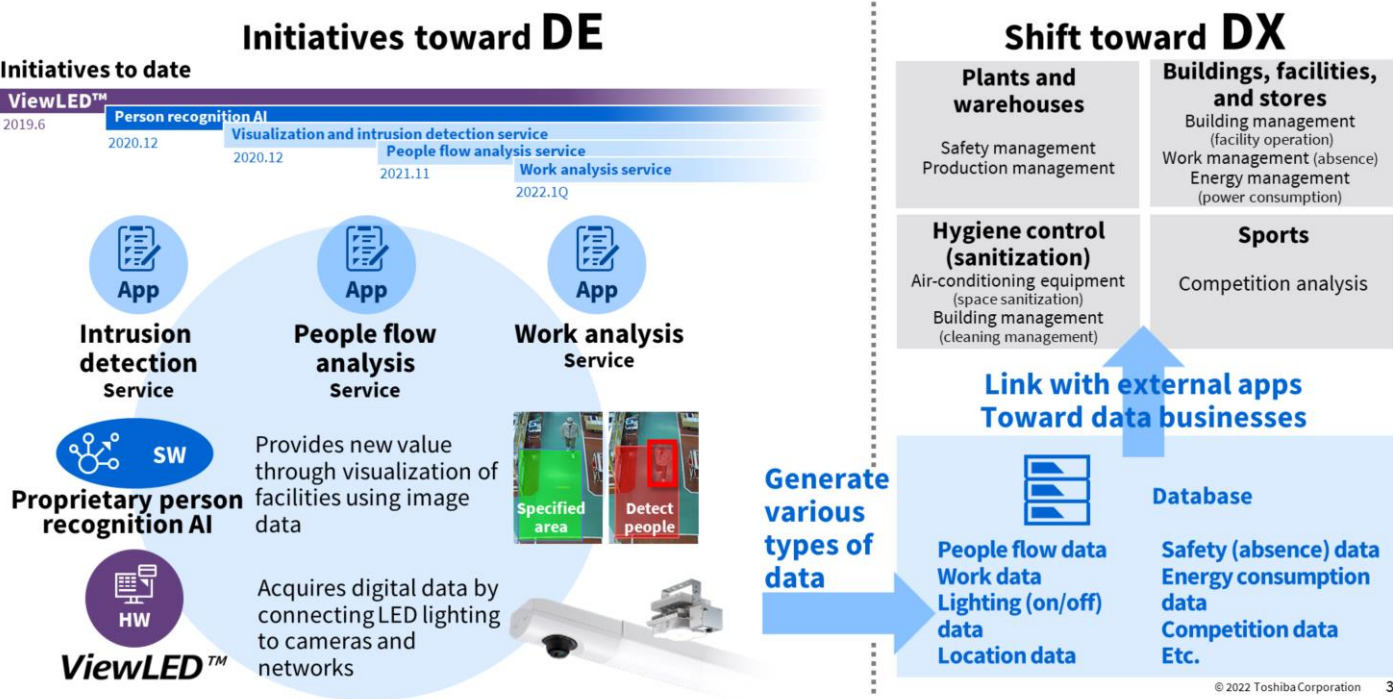 Initiatives toward DE
Initiatives to date
ViewLED™
2019.6
Person recognition AI
2020.12
Visualization and intrusion detection service
2020.12
People flow analysis service
2021.11
Work analysis service
2022.1Q
App
Intrusion
detection
Service
App
People flow
analysis
Service
App
Work analysis
Service
SW
Proprietary person
recognition AI
Provides new value
through visualization of
facilities using image
data
Specified
area
Detect
people
HW
ViewLED™
Acquires digital data by
connecting LED lighting
to cameras and
networks
Generate
various
types of
data
Shift toward DX
Plants and
warehouses
Safety management
Production management
Buildings, facilities,
and stores
Building management
(facility operation)
Work management (absence)
Energy management
(power consumption)
Hygiene control
(sanitization)
Air-conditioning equipment
(space sanitization)
Building management
(cleaning management)
Sports
Competition analysis
Link with external apps
Toward data businesses
Database
People flow data
Work data
Lighting (on/off)
data
Location data
Safety (absence) data
Energy consumption
data
Competition data
Etc.
© 2022 Toshiba Corporation 3